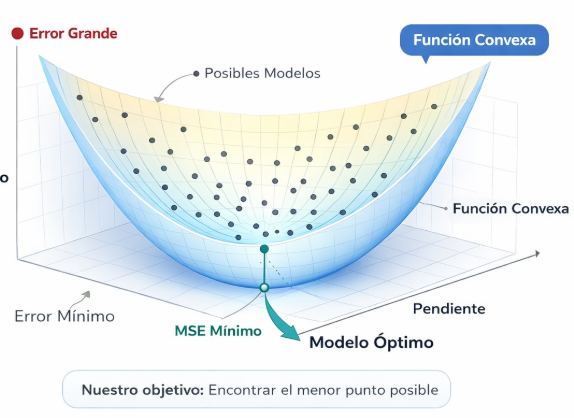 Error Grande
Función Convexa
Posibles Modelos
o
Función Convexa
Error Mínimo
Pendiente
MSE Mínimo
Modelo Óptimo
Nuestro objetivo: Encontrar el menor punto posible